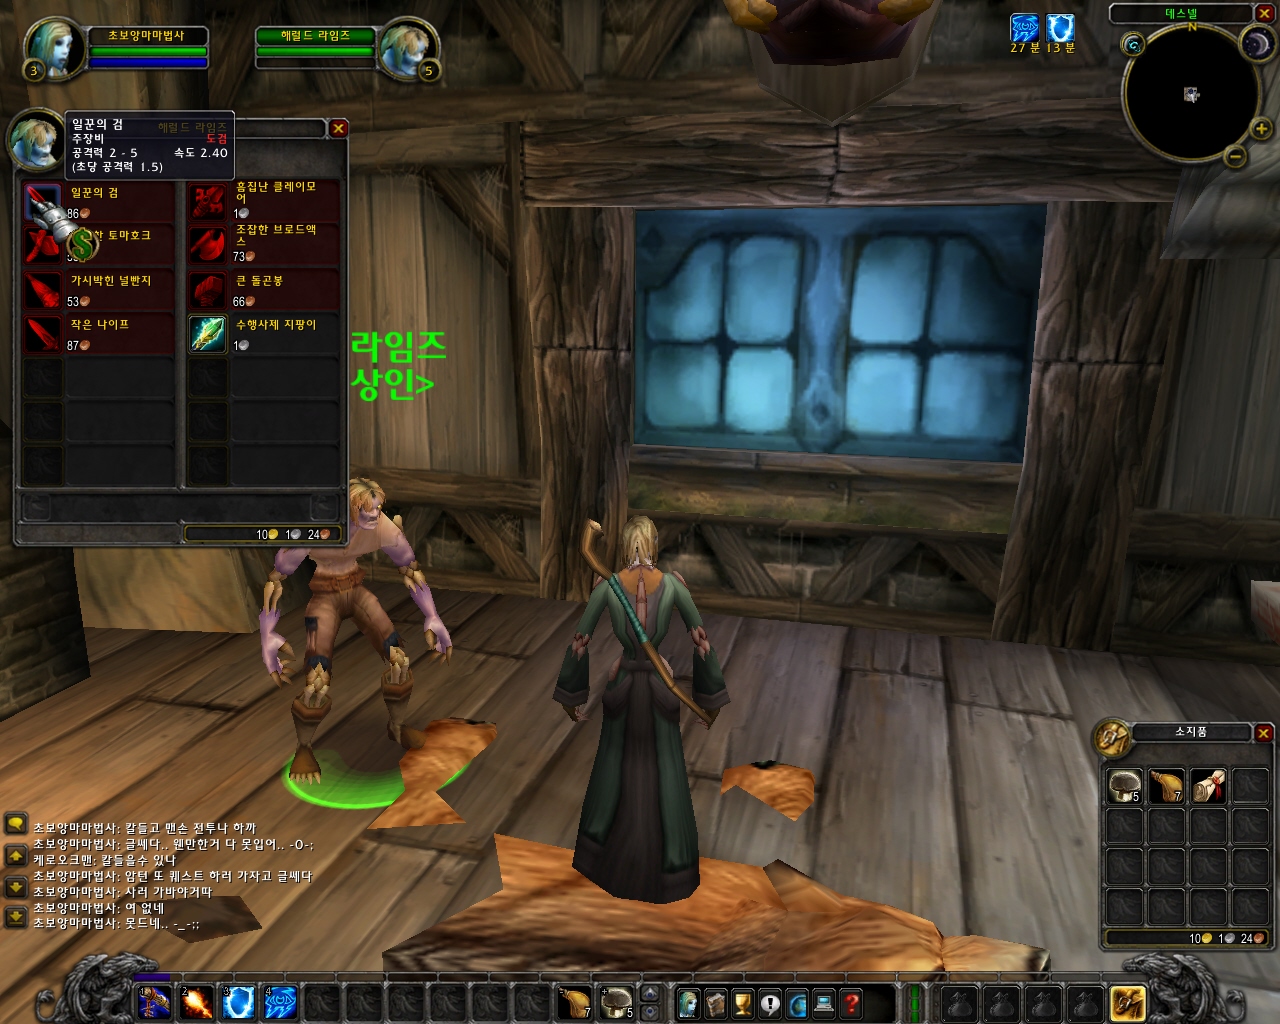 초보앙마마법사
3
해럴드 라임즈
5
27 분 13 분
데스넬
N
일꾼의 검
해럴드 라임즈
주장비
도검
공격력 2 - 5
속도 2.40
(초당 공격력 1.5)
일꾼의 검
86
흠집난 클레이모
어
1
한 토마호크
조잡한 브로드액
스
73
가시박힌 널빤지
53
큰 돌곤봉
66
작은 나이프
87
수행사제 지팡이
1
10 1 24
라임즈
상인>
소지품
5 7
10 1 24
초보앙마마법사: 칼들고 맨손 전투나 하까
초보앙마마법사: 글쎄다.. 웬만한거 다 못입어.. -O-;
케로오크맨: 칼들을수 있나
초보앙마마법사: 암턴 또 퀘스트 하러 가자고 글쎄다
초보앙마마법사: 사러 가바야거따
초보앙마마법사: 여 없네
초보앙마마법사: 못드네.. -_-;;
1 2 3 4
7 5